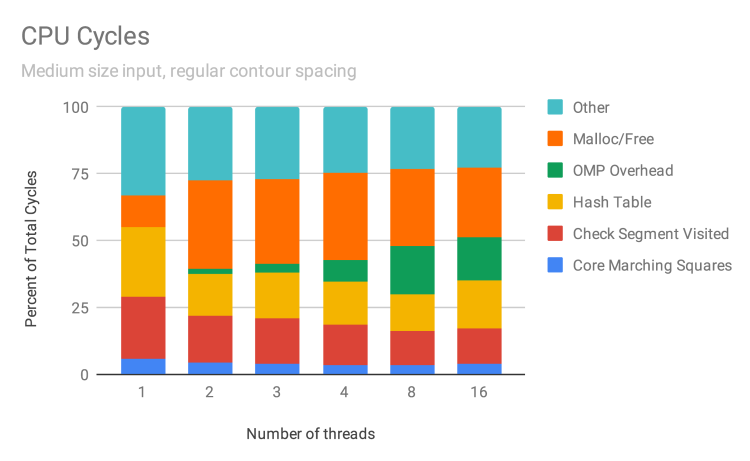 CPU Cycles
Medium size input, regular contour spacing
Percent of Total Cycles
100
75
50
25
0
1 2 3 4 8 16
Number of threads
Other
Malloc/Free
OMP Overhead
Hash Table
Check Segment Visited
Core Marching Squares